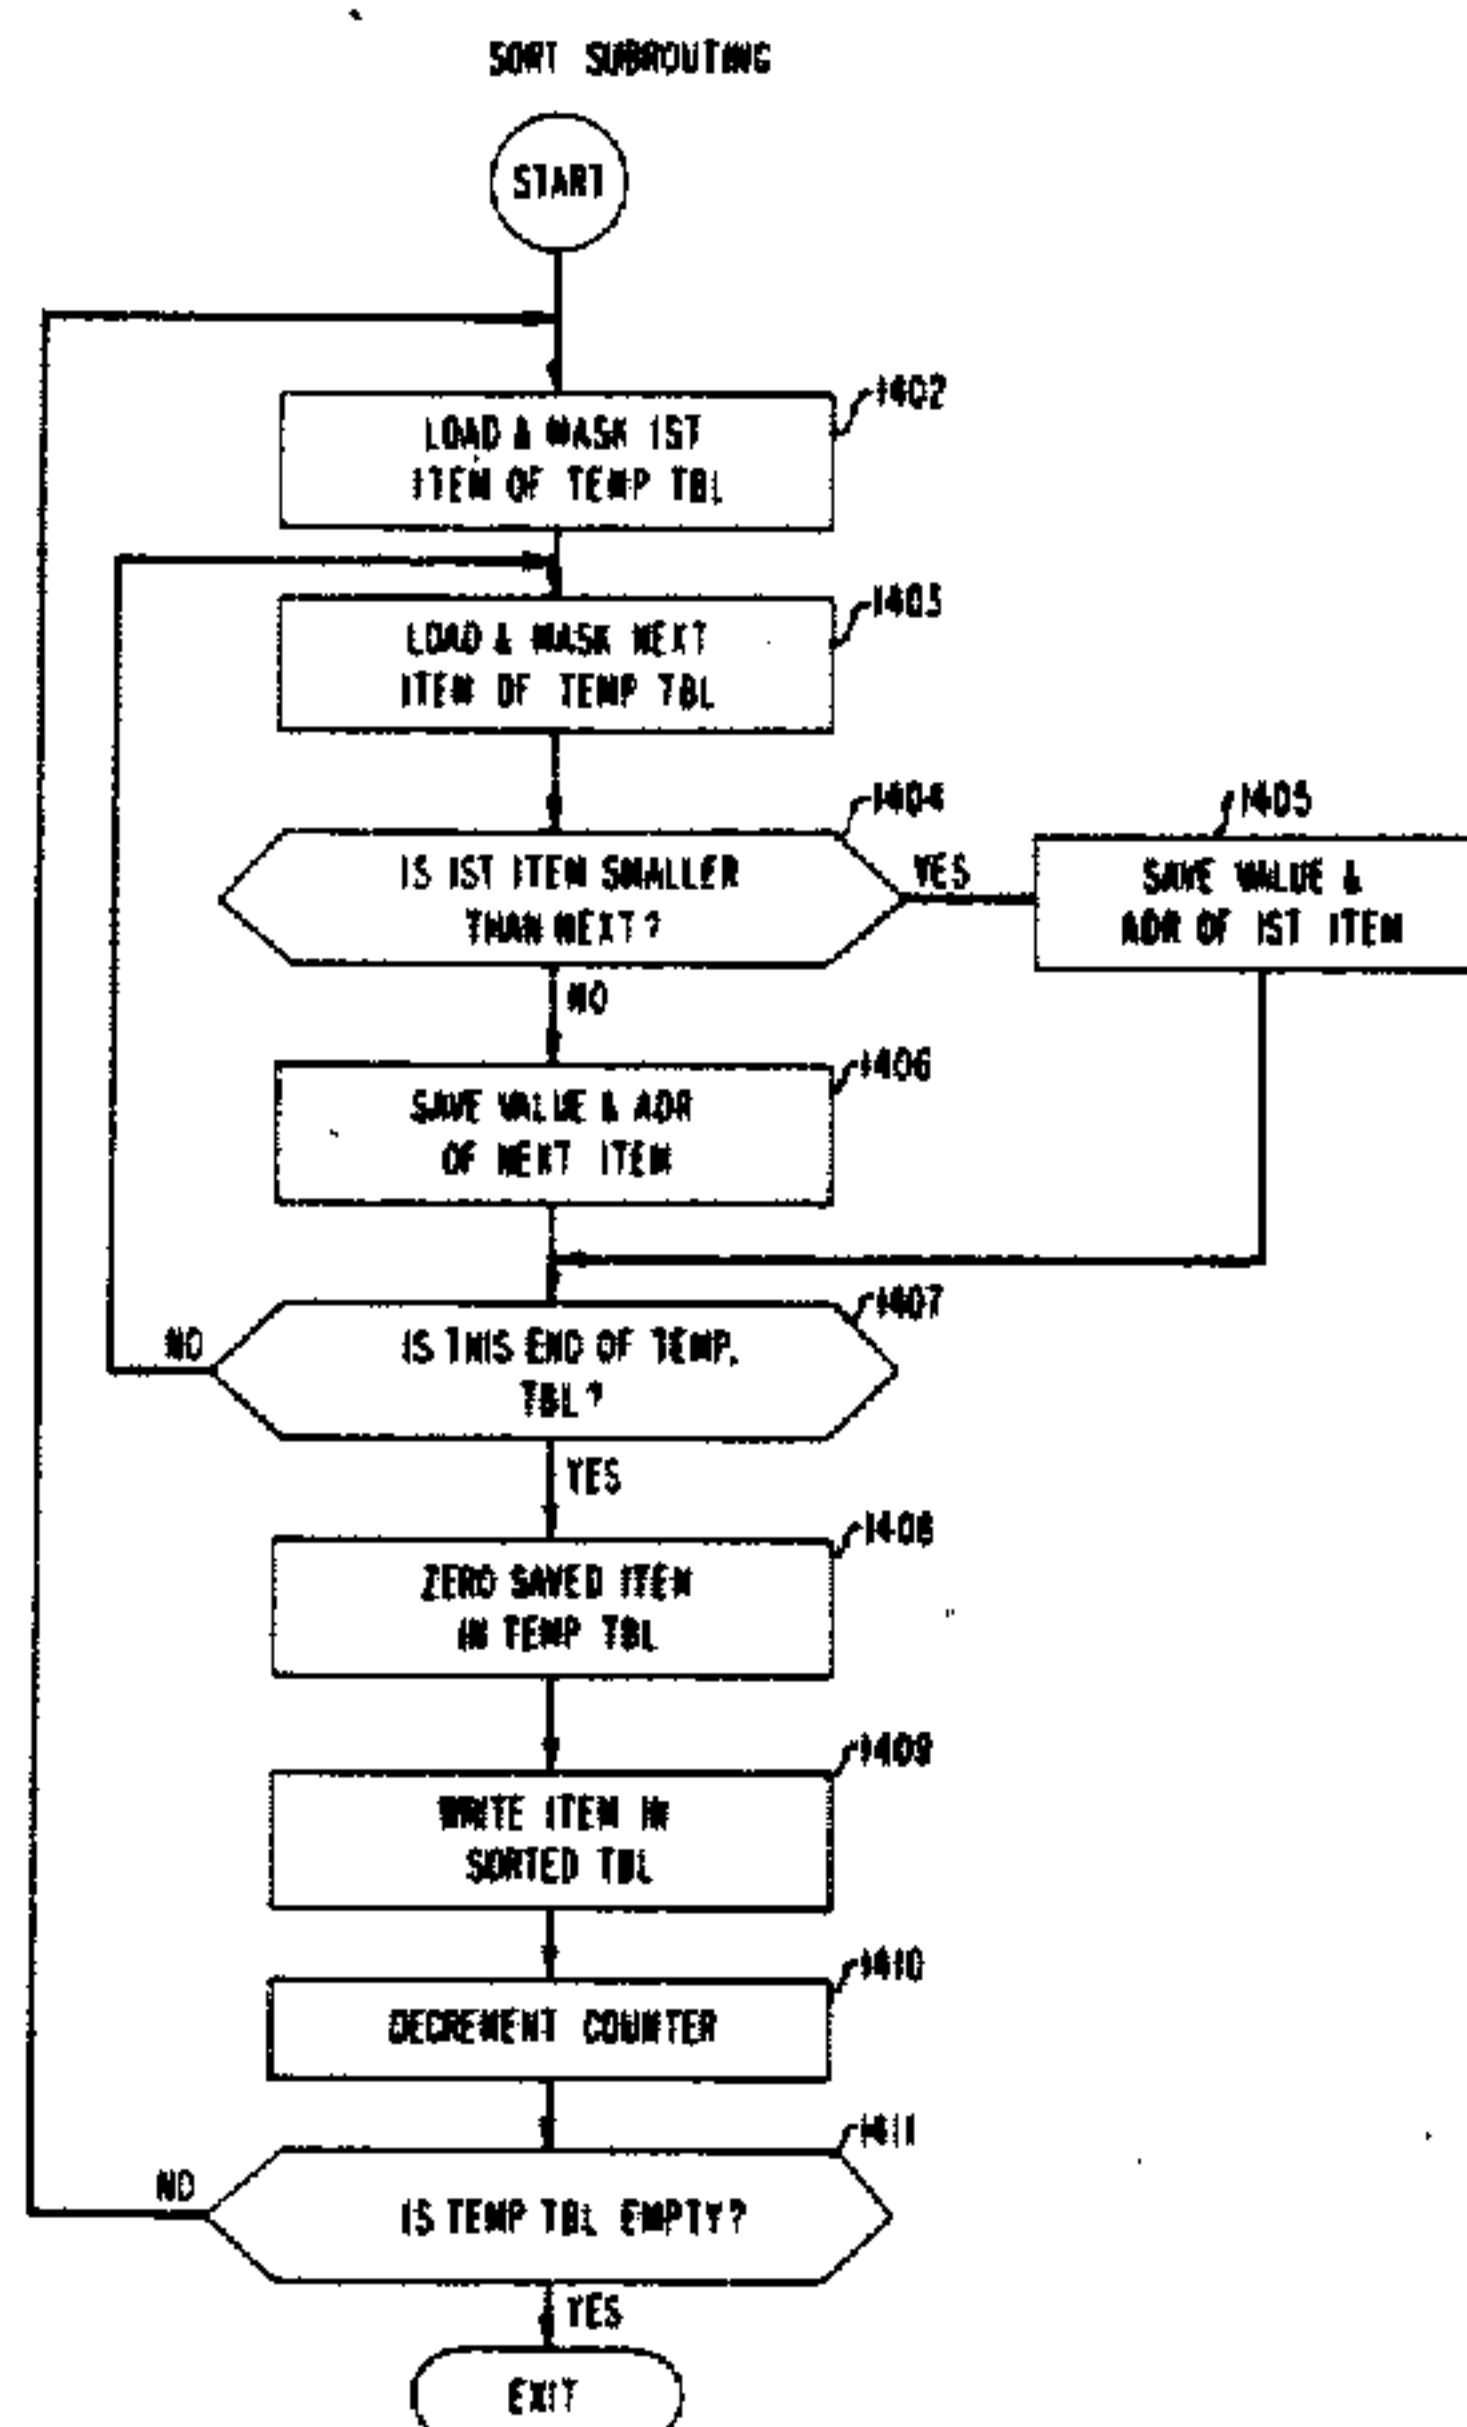 SORT SUBROUTING
START
1402
LOAD & MASK 1ST
ITEM OF TEMP TBL
1403
LOAD & MASK NEXT
ITEM OF TEMP TBL
1404
IS 1ST ITEM SMALLER
THAN NEXT?
YES
1405
SAVE VALUE &
ADR OF 1ST ITEM
NO
1406
SAVE VALUE & ADR
OF NEXT ITEM
1407
NO
IS THIS END OF TEMP.
TBL?
YES
1408
ZERO SAVED ITEM
IN TEMP TBL
1409
WRITE ITEM IN
SORTED TBL
1410
DECREMENT COUNTER
1411
NO
IS TEMP TBL EMPTY?
YES
EXIT